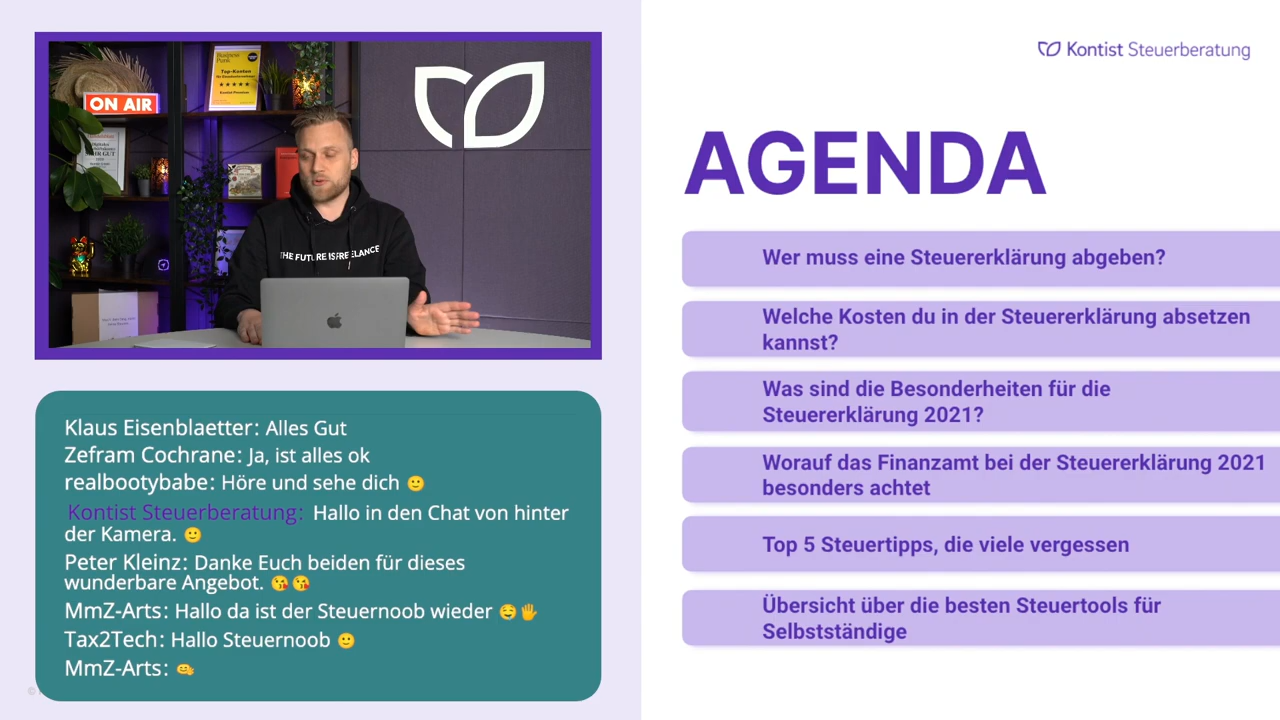 Business
Punk
Top-Konten
ON AIR
THE FUTURE IS FREELANCE
Klaus Eisenblaetter: Alles Gut
Zefram Cochrane: Ja, ist alles ok
realbootybabe: Höre und sehe dich 🙂
Kontist Steuerberatung: Hallo in den Chat von hinter
der Kamera. 🙂
Peter Kleinz: Danke Euch beiden für dieses
wunderbare Angebot. 😘😘
MmZ-Arts: Hallo da ist der Steuernoob wieder 🤤🖐
Tax2Tech: Hallo Steuernoob 🙂
MmZ-Arts: 🫠
Kontist Steuerberatung
AGENDA
Wer muss eine Steuererklärung abgeben?
Welche Kosten du in der Steuererklärung absetzen
kannst?
Was sind die Besonderheiten für die
Steuererklärung 2021?
Worauf das Finanzamt bei der Steuererklärung 2021
besonders achtet
Top 5 Steuertipps, die viele vergessen
Übersicht über die besten Steuertools für
Selbstständige